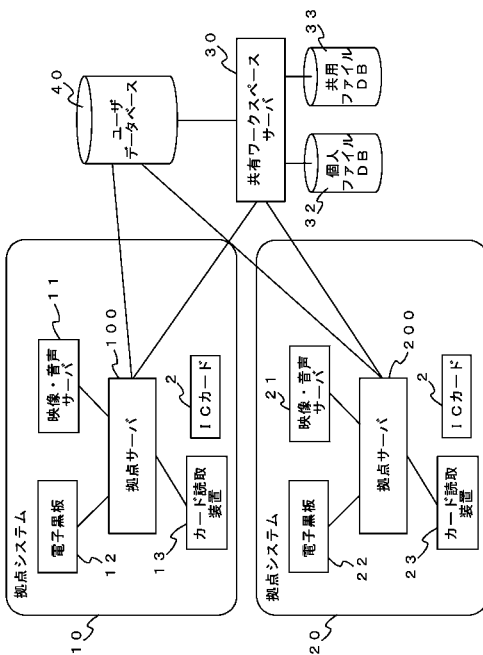 拠点システム
10
電子黒板
12
映像・音声
サーバ
11
拠点サーバ
100
カード読取
装置
13
ICカード
2
拠点システム
20
電子黒板
22
映像・音声
サーバ
21
拠点サーバ
200
カード読取
装置
23
ICカード
2
ユーザ
データベース
40
共有ワークスペース
サーバ
30
個人
ファイル
DB
32
共用
ファイル
DB
33